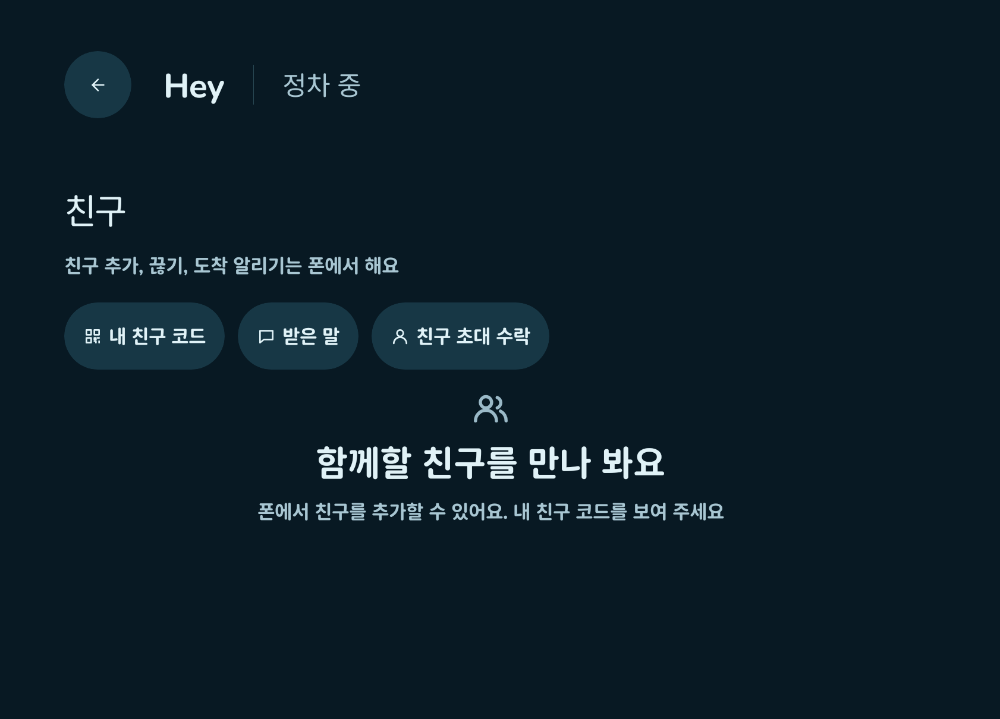 Hey
정차 중
친구
친구 추가, 끊기, 도착 알리기는 폰에서 해요
내 친구 코드
받은 말
친구 초대 수락
함께할 친구를 만나 봐요
폰에서 친구를 추가할 수 있어요. 내 친구 코드를 보여 주세요